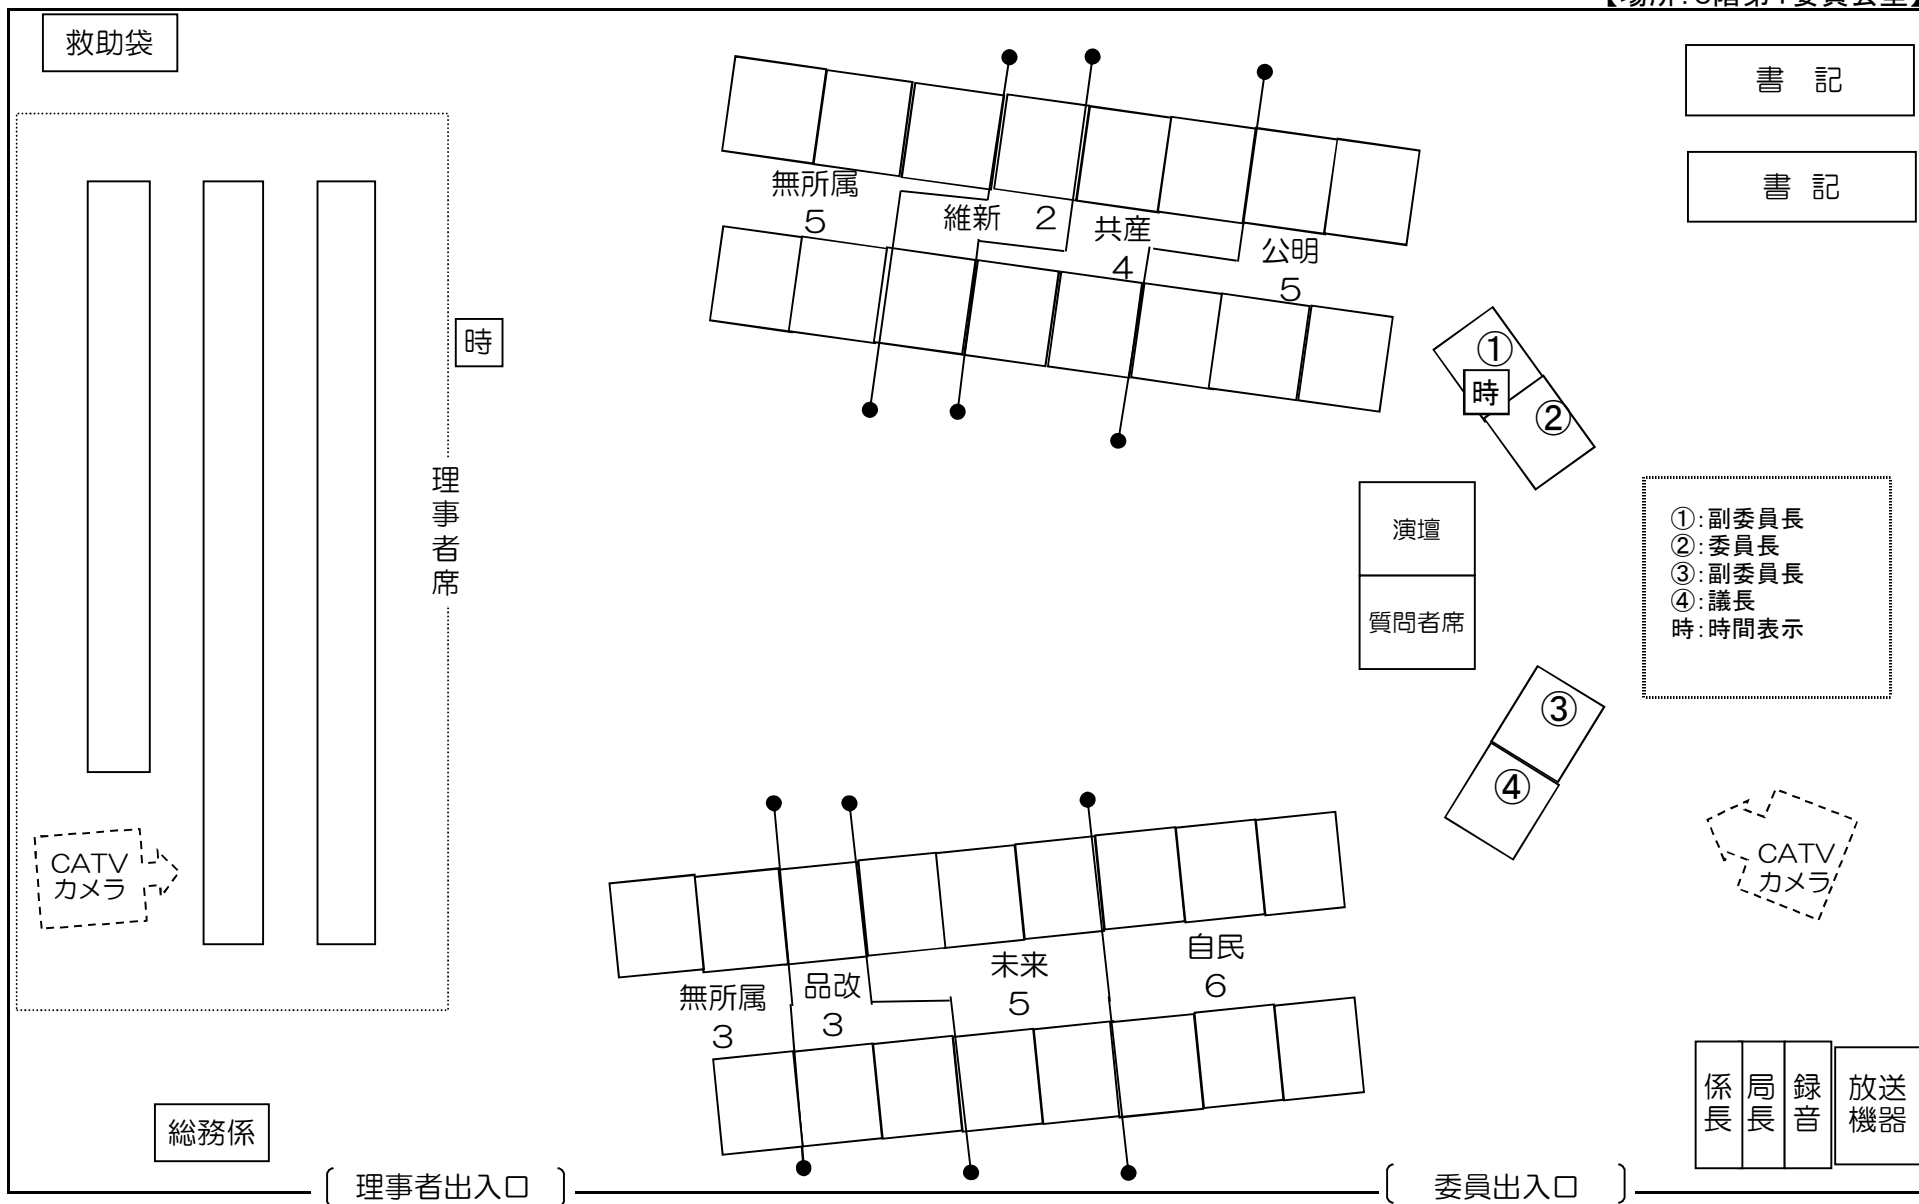 救助袋
書 記
書 記
無所属
5
維新 2
共産
4
公明
5
時
①
時
②
理事者席
演壇
質問者席
①:副委員長
②:委員長
③:副委員長
④:議長
時:時間表示
③
④
CATV
カメラ
CATV
カメラ
無所属
3
品改
3
未来
5
自民
6
係長
局長
録音
放送
機器
総務係
理事者出入口
委員出入口